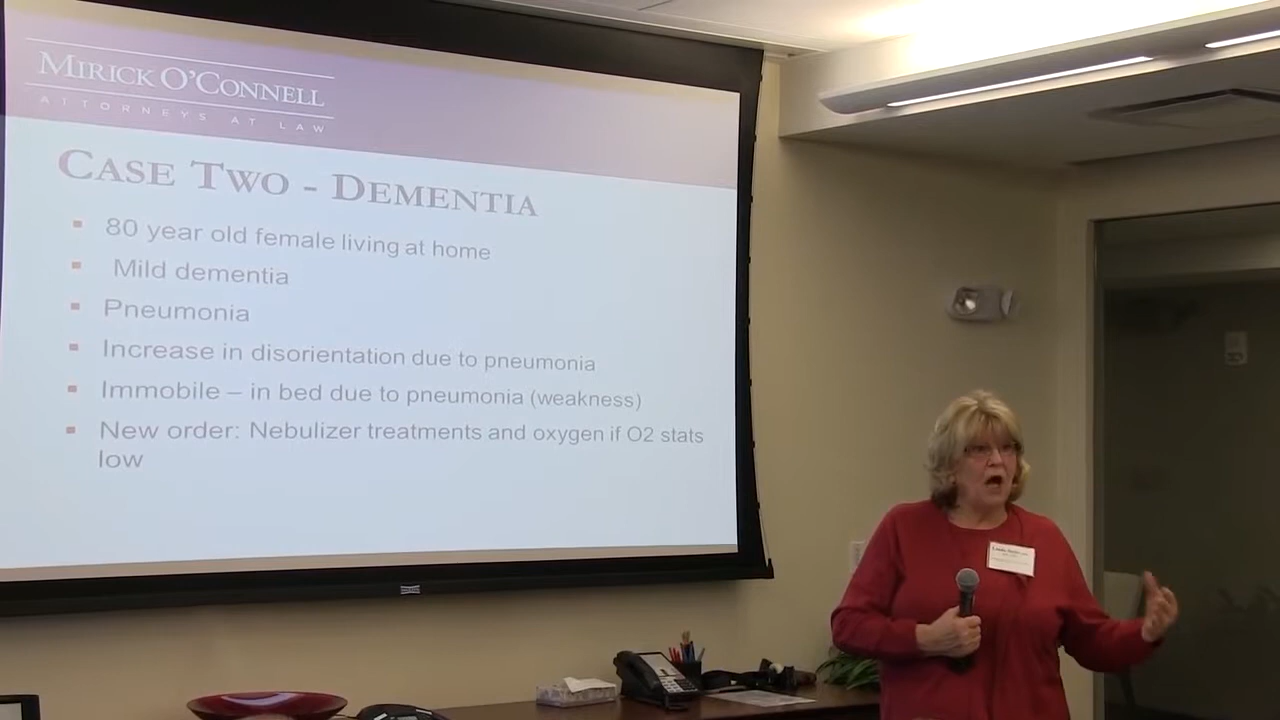 MIRICK O'CONNELL
ATTORNEYS AT LAW
CASE TWO - DEMENTIA
80 year old female living at home
Mild dementia
Pneumonia
Increase in disorientation due to pneumonia
Immobile – in bed due to pneumonia (weakness)
New order: Nebulizer treatments and oxygen if O2 stats
low